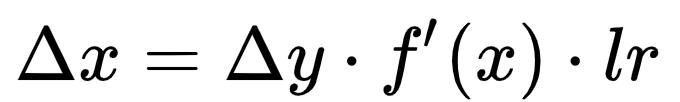 Δx = Δy · f′(x) · lr